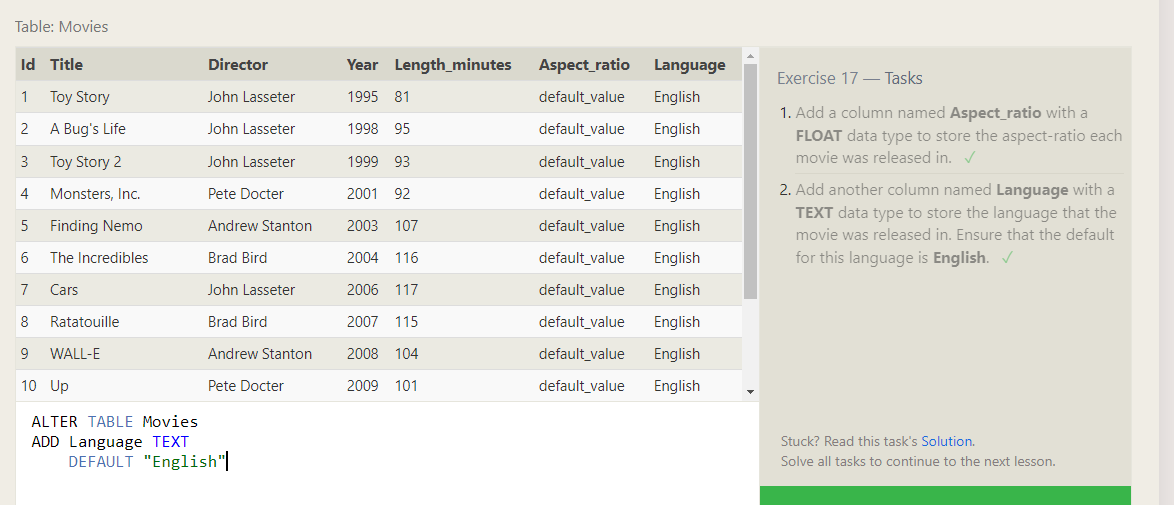 Table: Movies
Id Title Director Year Length_minutes Aspect_ratio Language
1 Toy Story John Lasseter 1995 81 default_value English
2 A Bug's Life John Lasseter 1998 95 default_value English
3 Toy Story 2 John Lasseter 1999 93 default_value English
4 Monsters, Inc. Pete Docter 2001 92 default_value English
5 Finding Nemo Andrew Stanton 2003 107 default_value English
6 The Incredibles Brad Bird 2004 116 default_value English
7 Cars John Lasseter 2006 117 default_value English
8 Ratatouille Brad Bird 2007 115 default_value English
9 WALL-E Andrew Stanton 2008 104 default_value English
10 Up Pete Docter 2009 101 default_value English
ALTER TABLE Movies
ADD Language TEXT
DEFAULT "English"
Exercise 17 — Tasks
1. Add a column named Aspect_ratio with a
FLOAT data type to store the aspect-ratio each
movie was released in. ✓
2. Add another column named Language with a
TEXT data type to store the language that the
movie was released in. Ensure that the default
for this language is English. ✓
Stuck? Read this task's Solution.
Solve all tasks to continue to the next lesson.